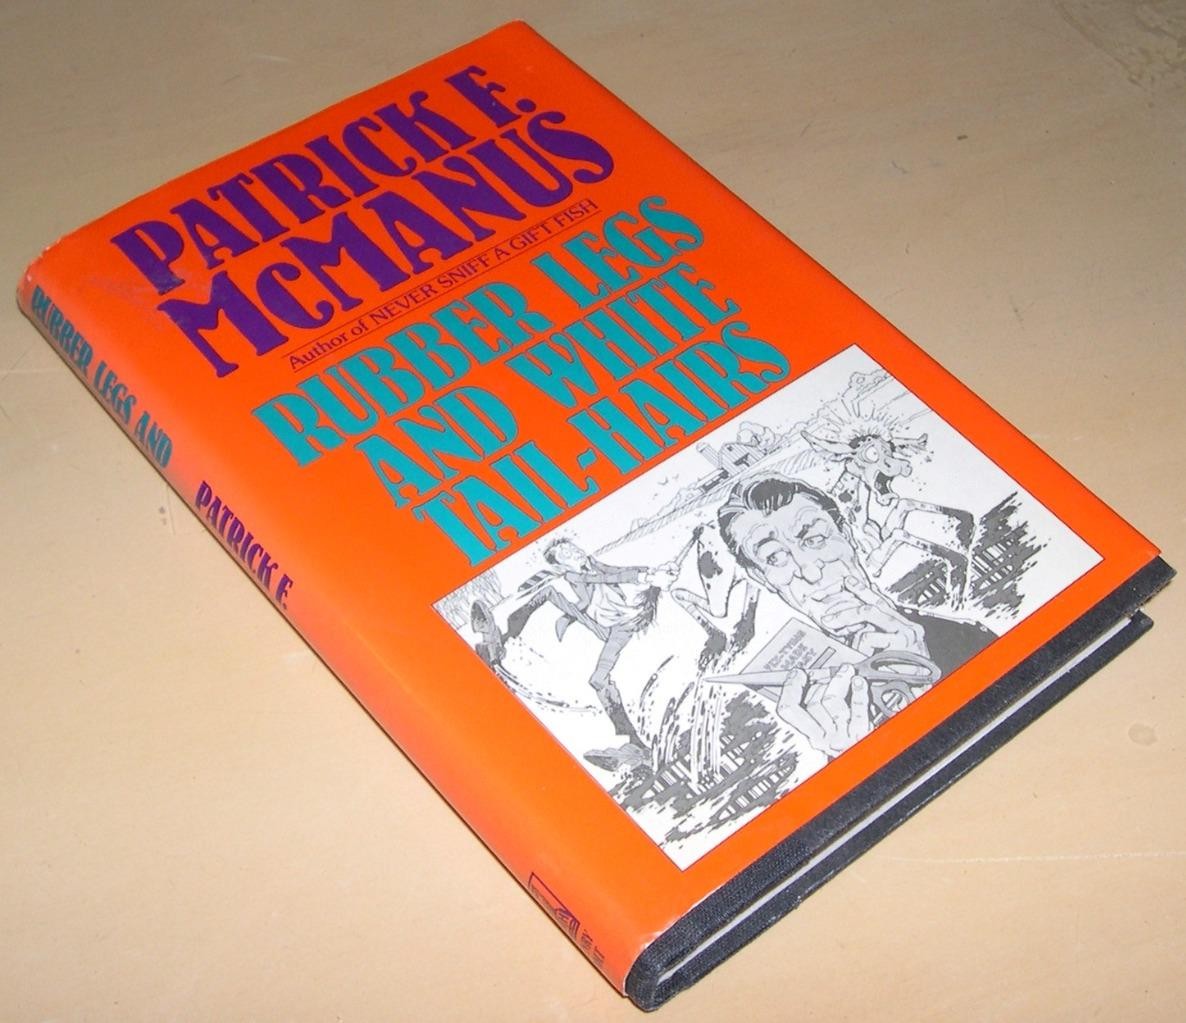 PATRICK F.
McMANUS
Author of NEVER SNIFF A GIFT FISH
RUBBER LEGS
AND WHITE
TAIL-HAIRS
RUBBER LEGS AND
PATRICK F.